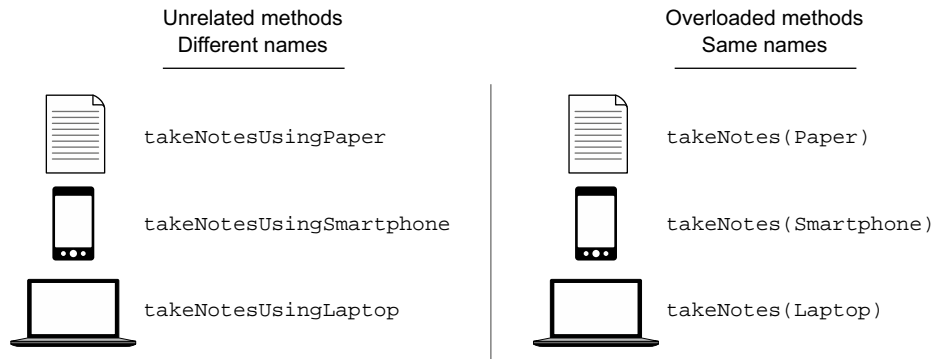 Unrelated methods
Different names
takeNotesUsingPaper
takeNotesUsingSmartphone
takeNotesUsingLaptop
Overloaded methods
Same names
takeNotes(Paper)
takeNotes(Smartphone)
takeNotes(Laptop)